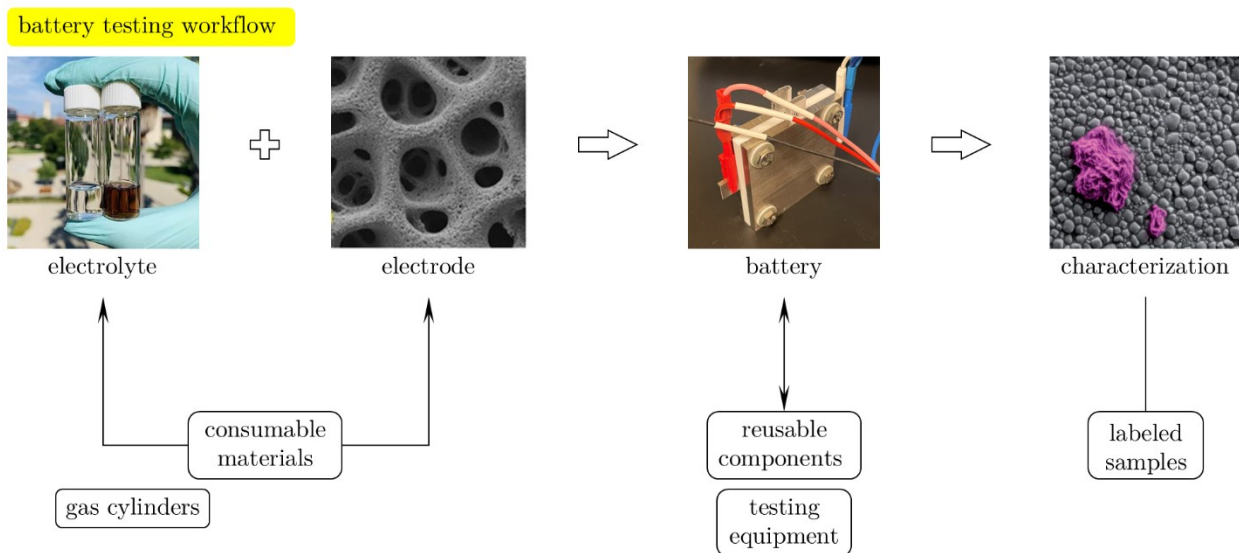 battery testing workflow
electrolyte
electrode
battery
characterization
consumable
materials
gas cylinders
reusable
components
testing
equipment
labeled
samples